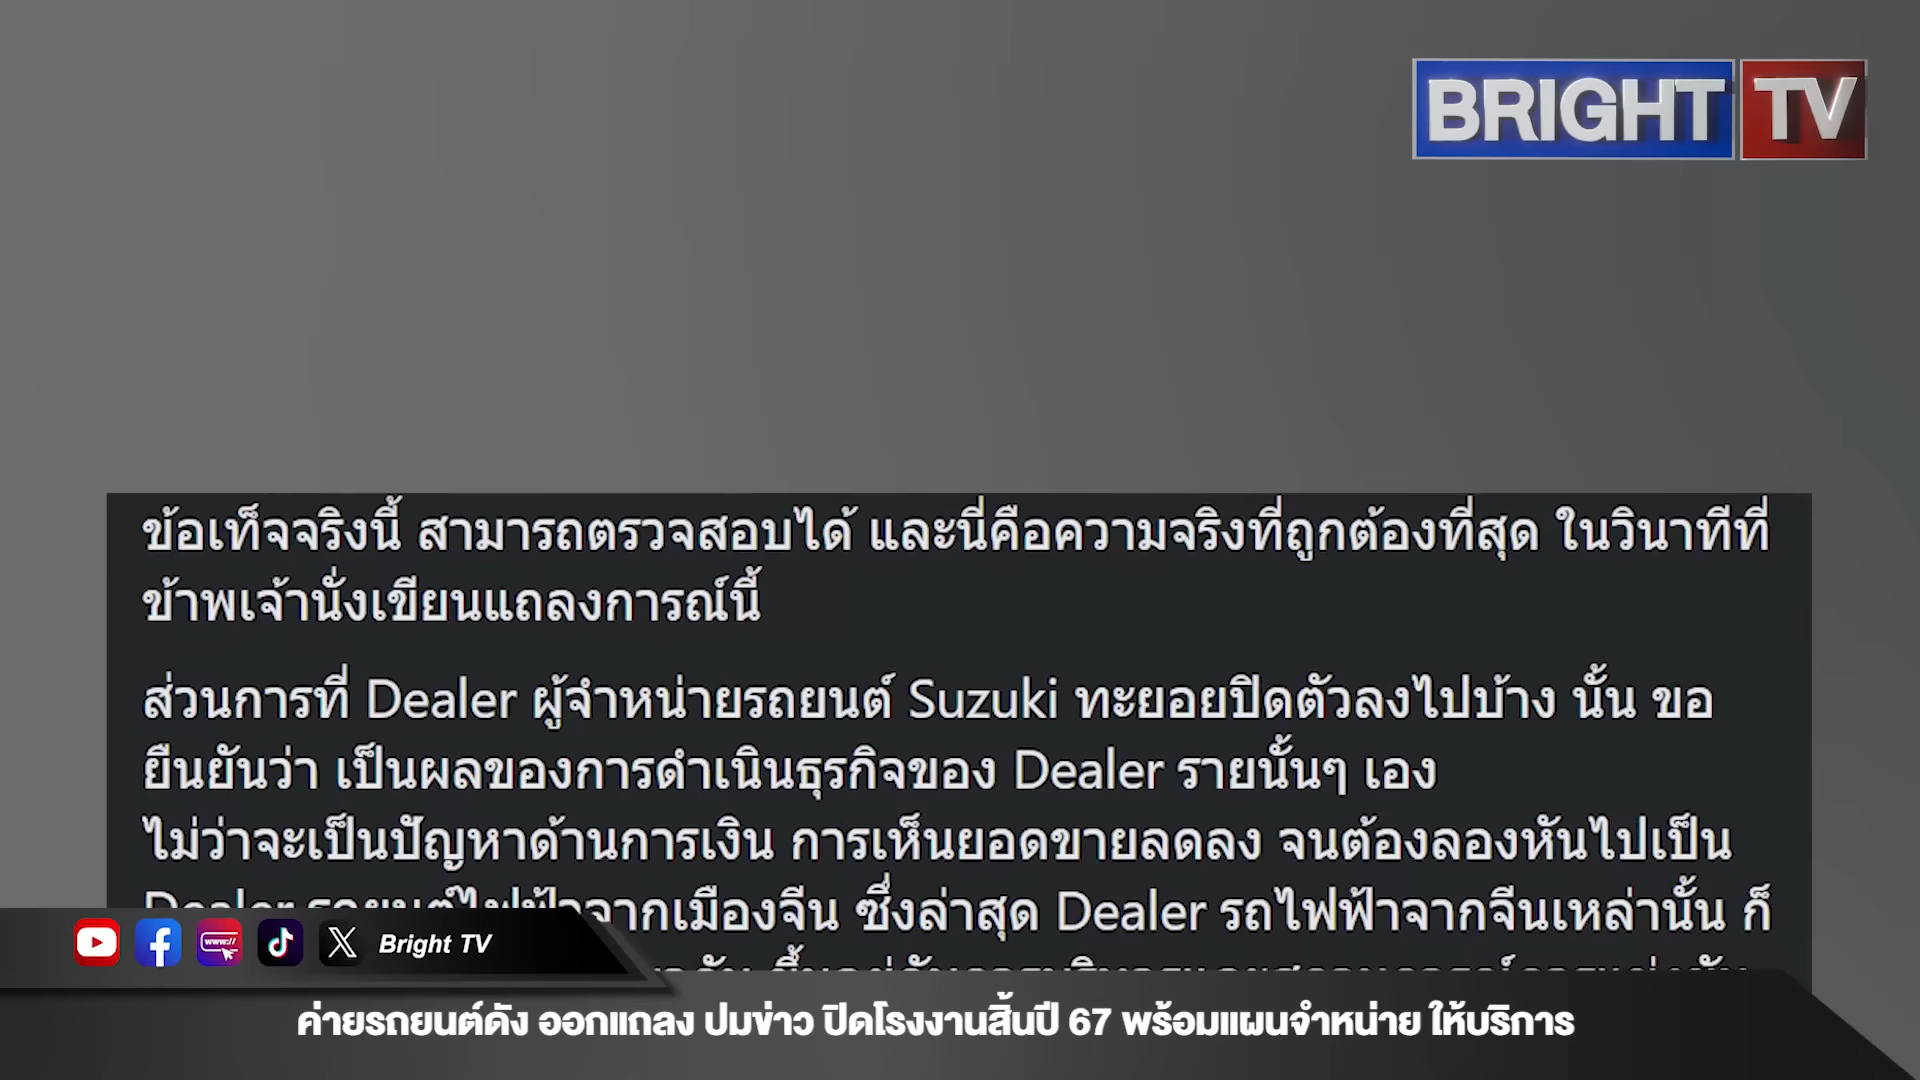 BRIGHT TV
ข้อเท็จจริงนี้ สามารถตรวจสอบได้ และนี่คือความจริงที่ถูกต้องที่สุด ในวินาทีที่
ข้าพเจ้านั่งเขียนแถลงการณ์นี้
ส่วนการที่ Dealer ผู้จำหน่ายรถยนต์ Suzuki ทะยอยปิดตัวลงไปบ้าง นั้น ขอ
ยืนยันว่า เป็นผลของการดำเนินธุรกิจของ Dealer รายนั้นๆ เอง
ไม่ว่าจะเป็นปัญหาด้านการเงิน การเห็นยอดขายลดลง จนต้องลองหันไปเป็น
Dealer รถยนต์ไฟฟ้าจากเมืองจีน ซึ่งล่าสุด Dealer รถไฟฟ้าจากจีนเหล่านั้น ก็
www://
Bright TV
ค่ายรถยนต์ดัง ออกแถลง ปมข่าว ปิดโรงงานสิ้นปี 67 พร้อมแผนจำหน่าย ให้บริการ